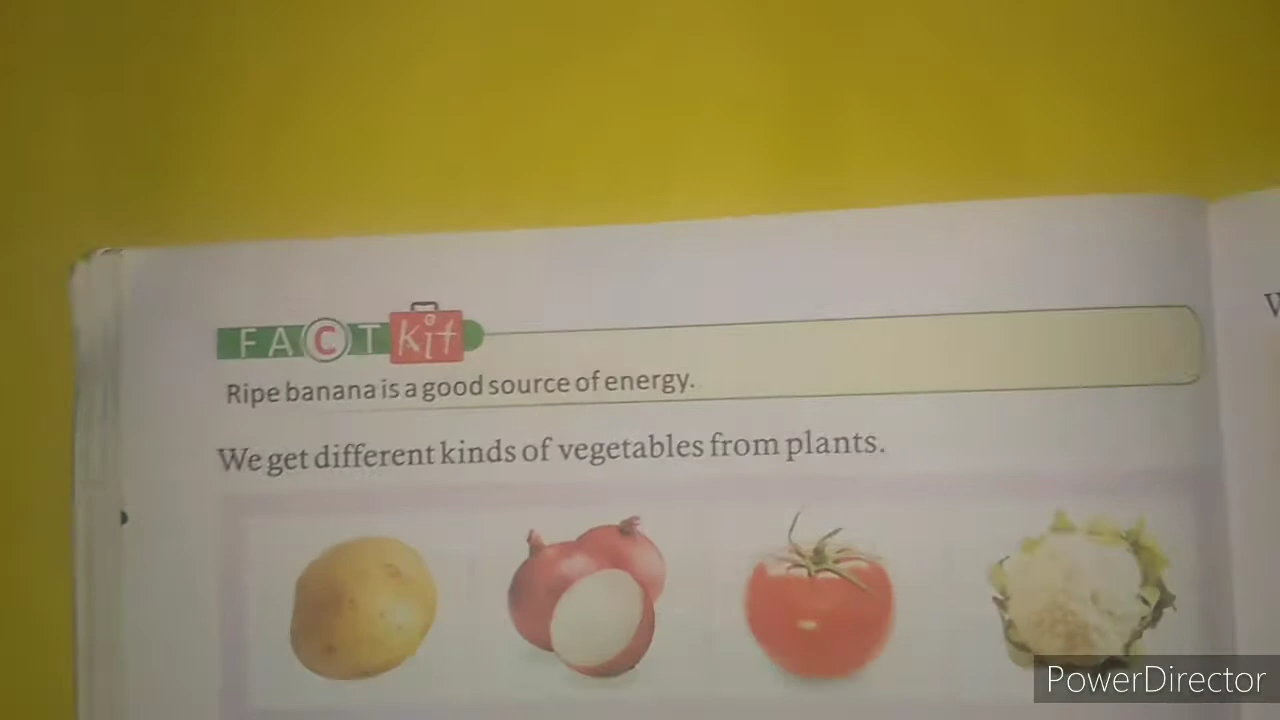 FACT Kit
Ripe banana is a good source of energy.
We get different kinds of vegetables from plants.
W
PowerDirector